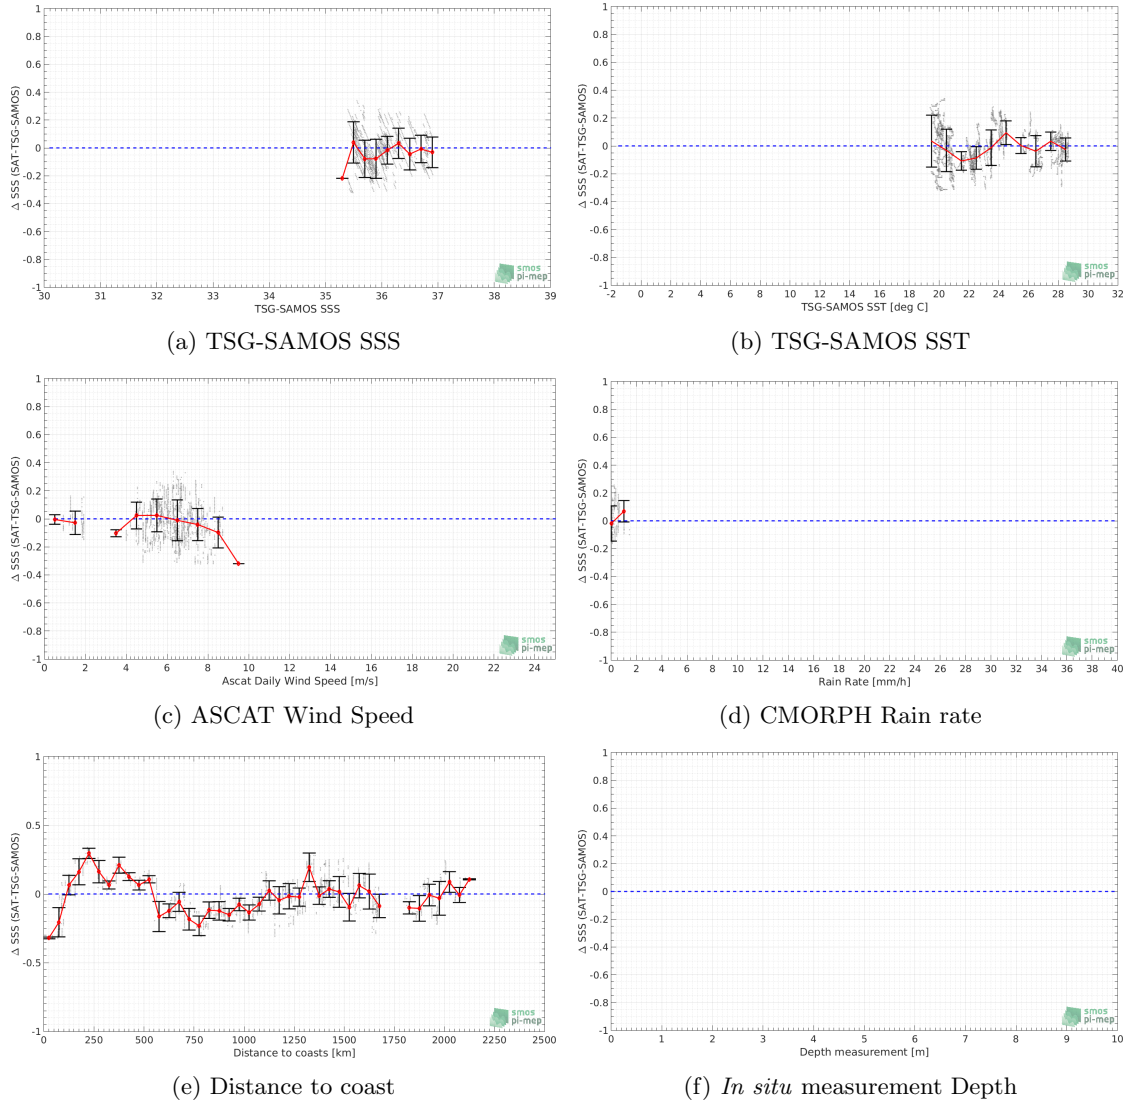 1
0.8
0.6
0.4
0.2
0
-0.2
-0.4
-0.6
-0.8
-1
Δ SSS (SAT-TSG-SAMOS)
30 31 32 33 34 35 36 37 38 39
TSG-SAMOS SSS
smos
pi-mep
(a) TSG-SAMOS SSS
1
0.8
0.6
0.4
0.2
0
-0.2
-0.4
-0.6
-0.8
-1
Δ SSS (SAT-TSG-SAMOS)
-2 0 2 4 6 8 10 12 14 16 18 20 22 24 26 28 30 32
TSG-SAMOS SST [deg C]
smos
pi-mep
(b) TSG-SAMOS SST
1
0.8
0.6
0.4
0.2
0
-0.2
-0.4
-0.6
-0.8
-1
Δ SSS (SAT-TSG-SAMOS)
0 2 4 6 8 10 12 14 16 18 20 22 24
Ascat Daily Wind Speed [m/s]
smos
pi-mep
(c) ASCAT Wind Speed
1
0.8
0.6
0.4
0.2
0
-0.2
-0.4
-0.6
-0.8
-1
Δ SSS (SAT-TSG-SAMOS)
0 2 4 6 8 10 12 14 16 18 20 22 24 26 28 30 32 34 36 38 40
Rain Rate [mm/h]
smos
pi-mep
(d) CMORPH Rain rate
1
0.5
0
-0.5
-1
Δ SSS (SAT-TSG-SAMOS)
0 250 500 750 1000 1250 1500 1750 2000 2250 2500
Distance to coasts [km]
smos
pi-mep
(e) Distance to coast
1
0.8
0.6
0.4
0.2
0
-0.2
-0.4
-0.6
-0.8
-1
Δ SSS (SAT-TSG-SAMOS)
0 1 2 3 4 5 6 7 8 9 10
Depth measurement [m]
smos
pi-mep
(f) In situ measurement Depth